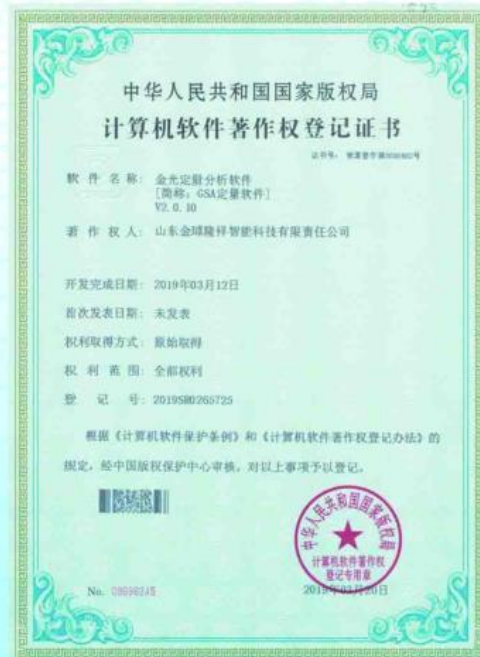 中华人民共和国国家版权局
计算机软件著作权登记证书
证书号:
软 件 名 称: 金光定量分析软件
[简称: GSA定量软件]
V2.0.10
著 作 权 人: 山东金璋隆祥智能科技有限责任公司
开发完成日期: 2019年03月12日
首次发表日期: 未发表
权利取得方式: 原始取得
权 利 范 围: 全部权利
登 记 号: 2019SR0265725
根据《计算机软件保护条例》和《计算机软件著作权登记办法》的
规定,经中国版权保护中心审核,对以上事项予以登记。
中华人民共和国国家版权局
计算机软件著作权
登记专用章
No.